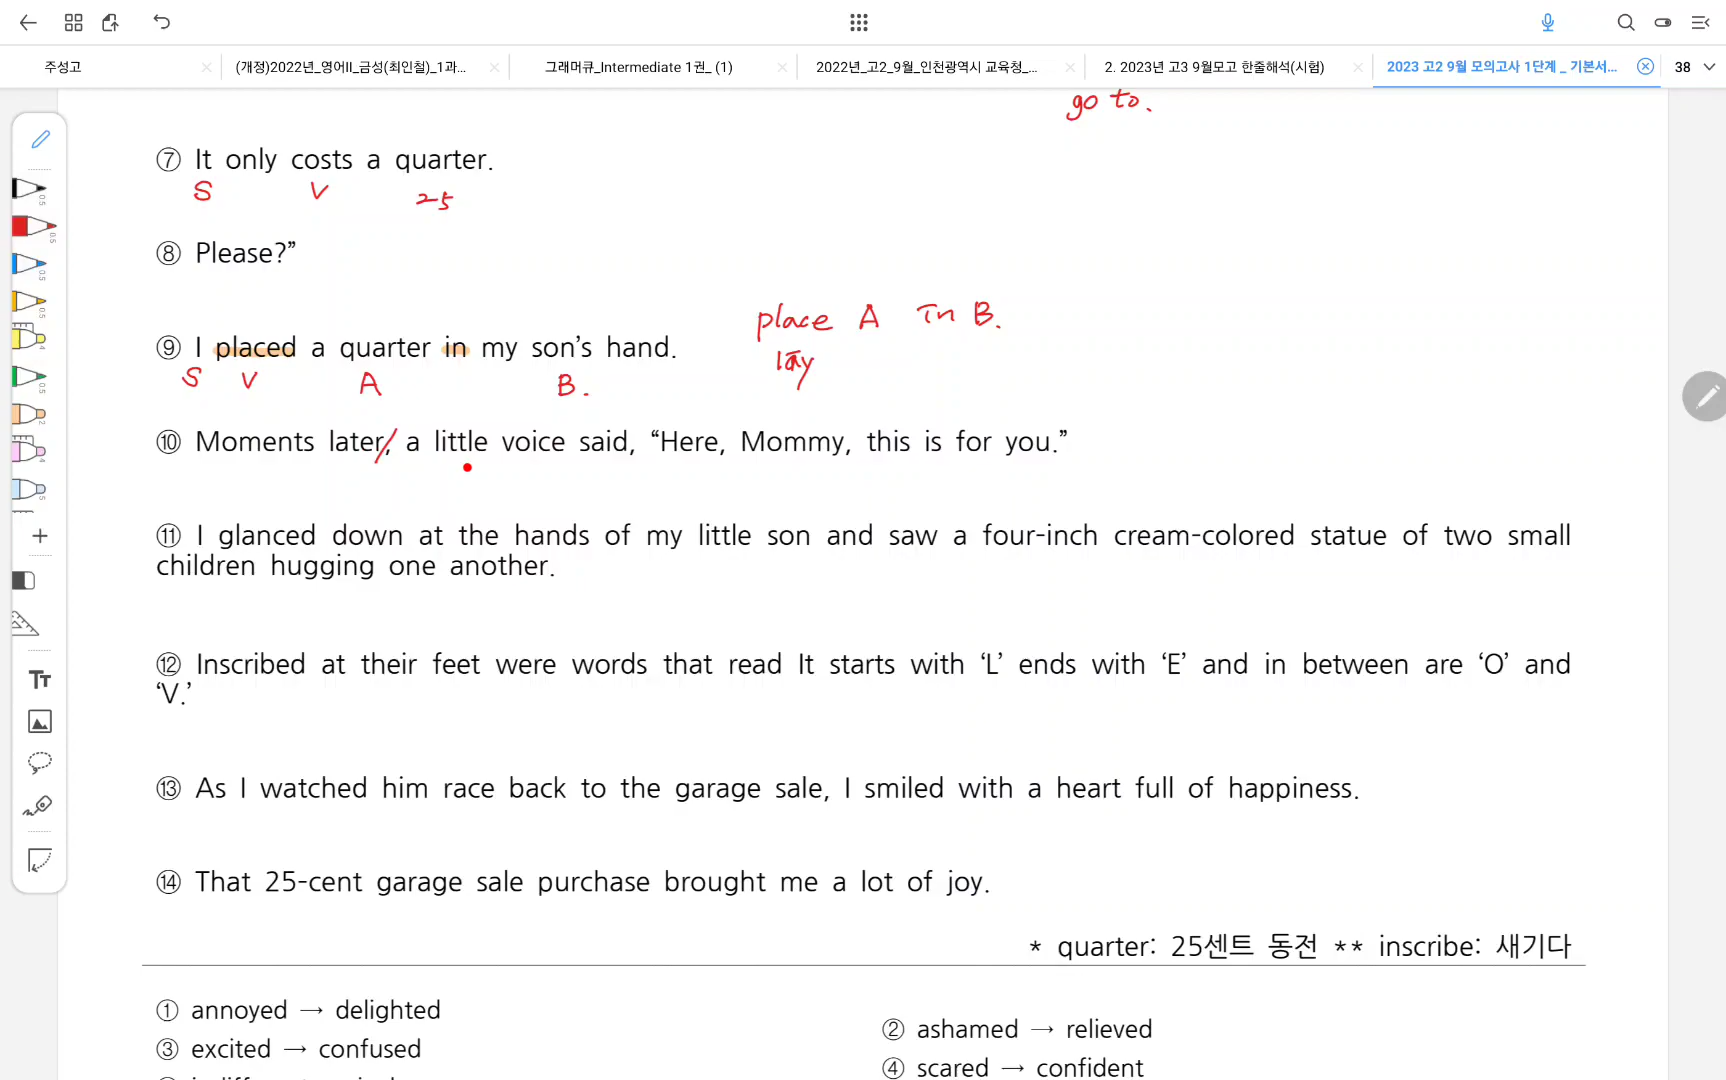 주성고
(개정)2022년_영어II_금성(최인철)_1과...
그래머큐_Intermediate 1권_ (1)
2022년_고2_9월_인천광역시 교육청_...
2. 2023년 고3 9월모고 한줄해석(시험)
2023 고2 9월 모의고사 1단계 _ 기본서...
38
go to.
⑦ It only costs a quarter.
S V 25
⑧ Please?”
place A in B.
⑨ I placed a quarter in my son’s hand.
lay
S V A B.
⑩ Moments later, a little voice said, “Here, Mommy, this is for you.”
⑪ I glanced down at the hands of my little son and saw a four-inch cream-colored statue of two small
children hugging one another.
⑫ Inscribed at their feet were words that read It starts with ‘L’ ends with ‘E’ and in between are ‘O’ and
‘V.’
⑬ As I watched him race back to the garage sale, I smiled with a heart full of happiness.
⑭ That 25-cent garage sale purchase brought me a lot of joy.
* quarter: 25센트 동전 ** inscribe: 새기다
① annoyed → delighted
② ashamed → relieved
③ excited → confused
④ scared → confident